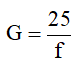 G = 25/f